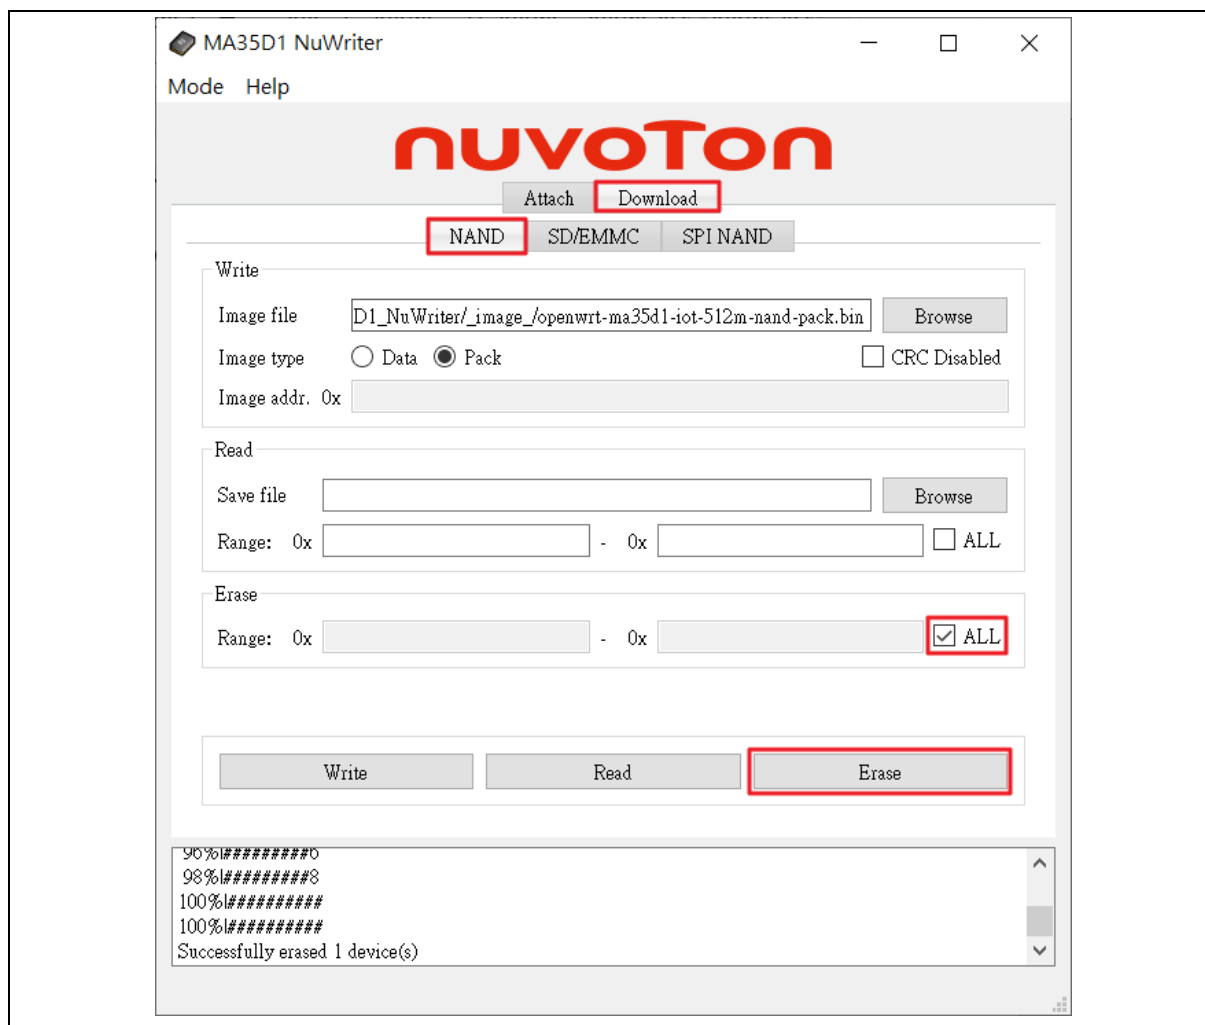 MA35D1 NuWriter
Mode Help
nuvoTon
Attach Download
NAND SD/EMMC SPI NAND
Write
Image file D1_NuWriter/_image_/openwrt-ma35d1-iot-512m-nand-pack.bin Browse
Image type Data Pack CRC Disabled
Image addr. 0x
Read
Save file Browse
Range: 0x - 0x ALL
Erase
Range: 0x - 0x ALL
Write Read Erase
96%|#########6
98%|#########8
100%|##########
100%|##########
Successfully erased 1 device(s)